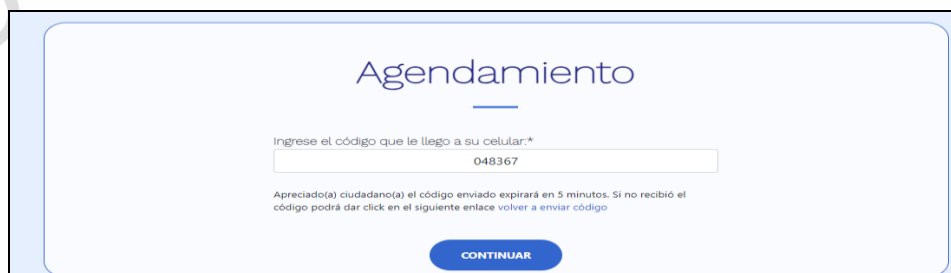 Agendamiento
Ingrese el código que le llego a su celular:*
048367
Apreciado(a) ciudadano(a) el código enviado expirará en 5 minutos. Si no recibió el
código podrá dar click en el siguiente enlace volver a enviar código
CONTINUAR